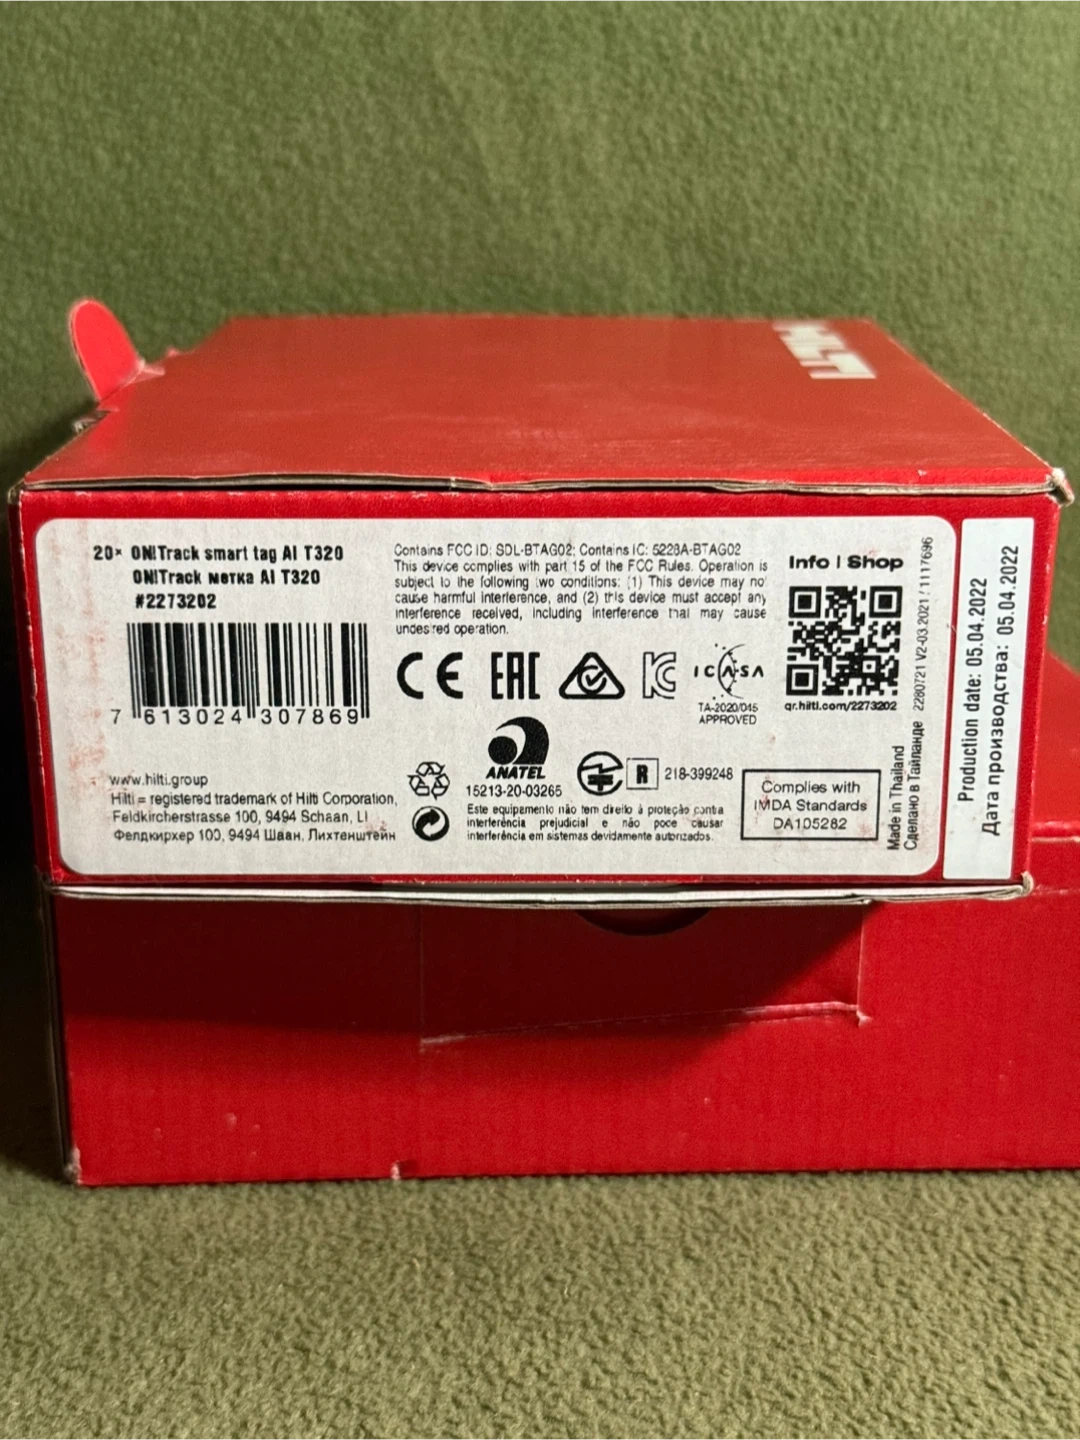 HILTI
20× ON!Track smart tag AI T320
ON!Track метка AI T320
#2273202
7 613024 307869
www.hilti.group
Hilti = registered trademark of Hilti Corporation,
Feldkircherstrasse 100, 9494 Schaan, LI
Фелдкирхер 100, 9494 Шаан, Лихтенштейн
Contains FCC ID: SDL-BTAG02; Contains IC: 5228A-BTAG02
This device complies with part 15 of the FCC Rules. Operation is
subject to the following two conditions: (1) This device may not
cause harmful interference, and (2) this device must accept any
interference received, including interference that may cause
undesired operation.
CE EAC KC ICASA
TA-2020/045
APPROVED
ANATEL
15213-20-03265
R 218-399248
Este equipamento não tem direito à proteção contra
interferência prejudicial e não pode causar
interferência em sistemas devidamente autorizados.
Complies with
IMDA Standards
DA105282
Info | Shop
qr.hilti.com/2273202
Made in Thailand
Сделано в Тайланде 2280721 V2-03.2021 / 1117696
Production date: 05.04.2022
Дата производства: 05.04.2022